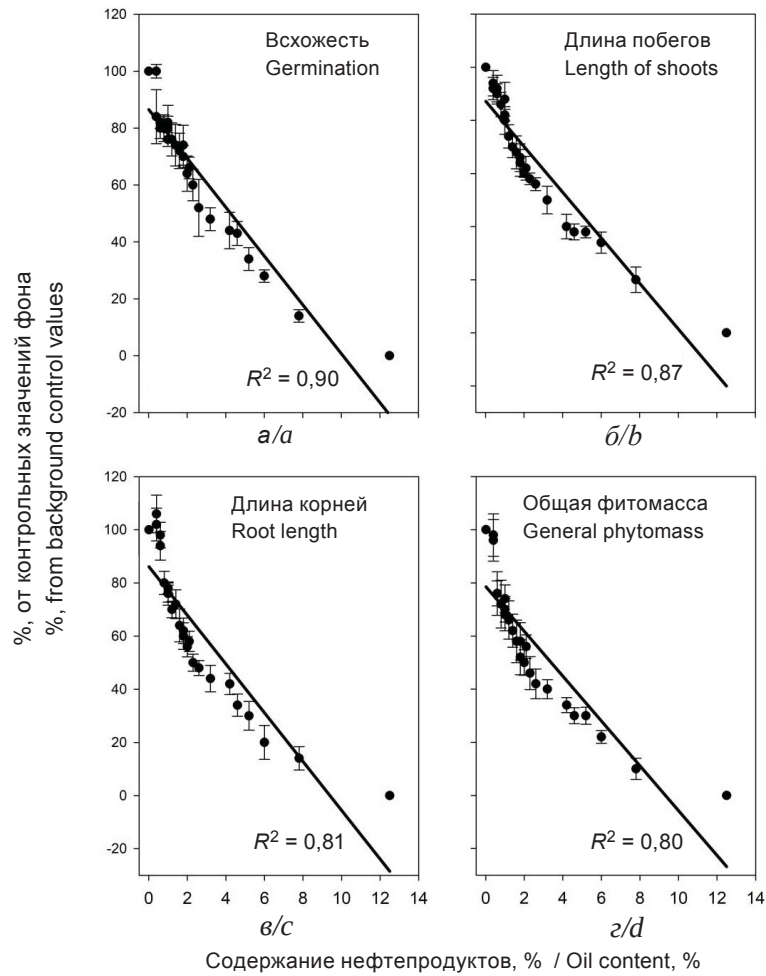 Всхожесть
Germination
120
100
80
60
40
20
0
-20
R² = 0,90
а/a
Длина побегов
Length of shoots
R² = 0,87
б/b
%, от контрольных значений фона
%, from background control values
Длина корней
Root length
120
100
80
60
40
20
0
-20
R² = 0,81
0 2 4 6 8 10 12 14
в/c
Общая фитомасса
General phytomass
R² = 0,80
0 2 4 6 8 10 12 14
г/d
Содержание нефтепродуктов, % / Oil content, %